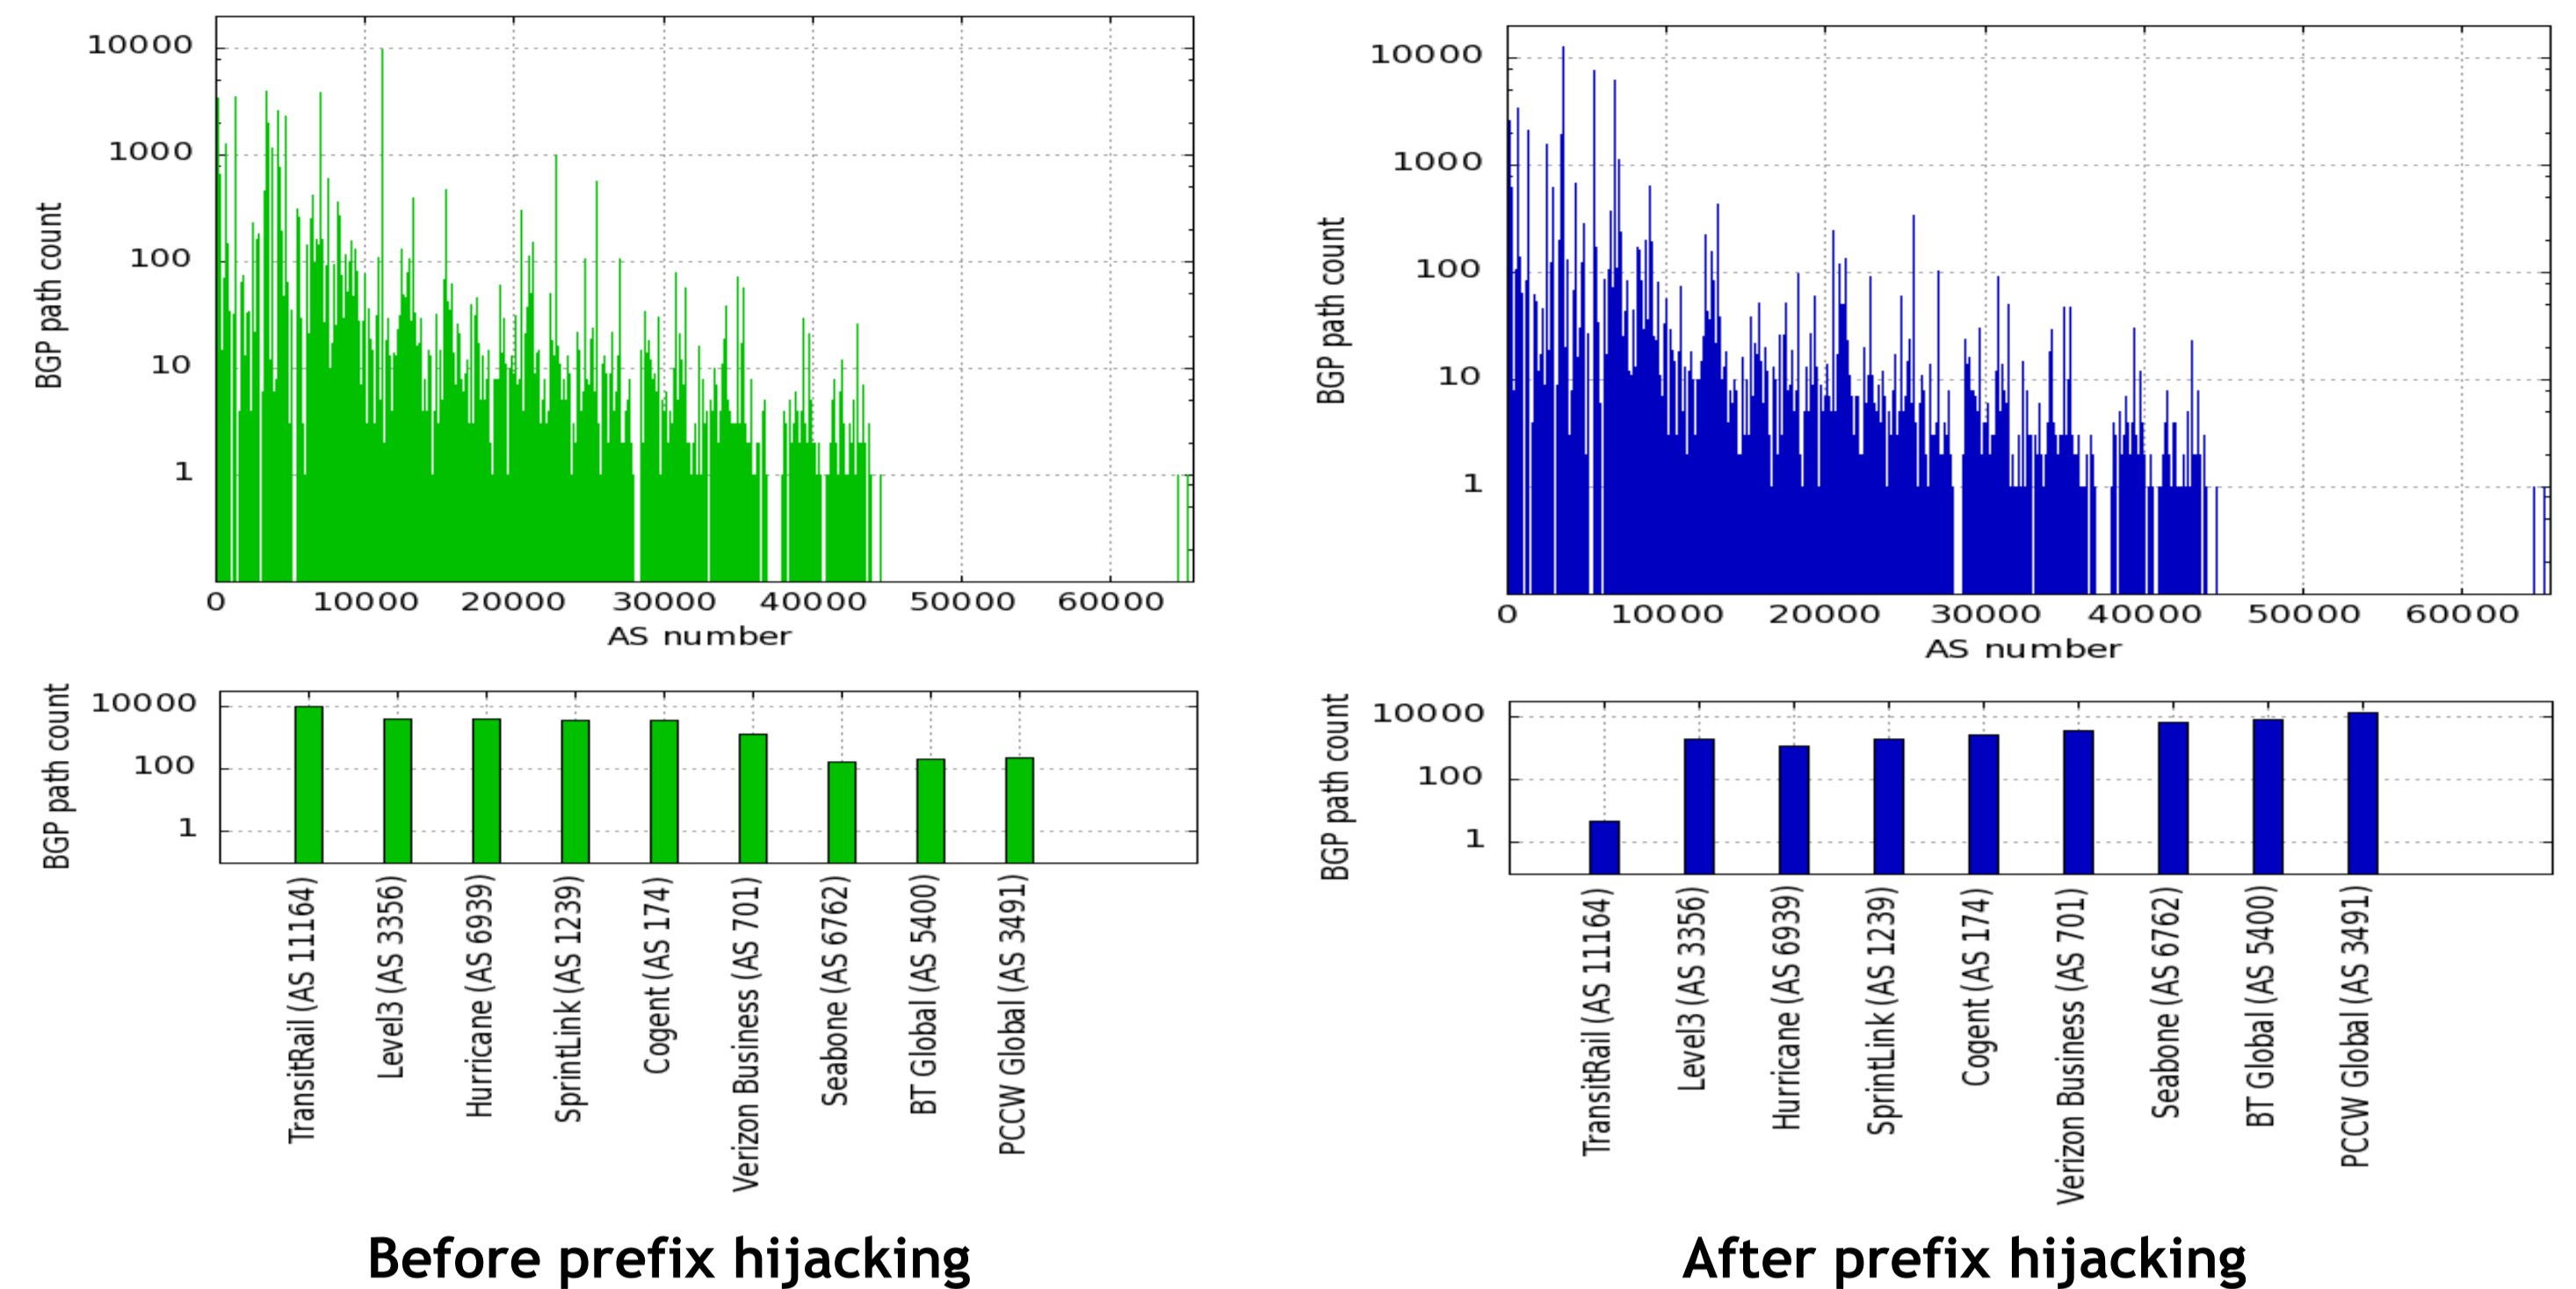 10000
1000
100
10
1
BGP path count
0 10000 20000 30000 40000 50000 60000
AS number
10000
100
1
BGP path count
TransitRail (AS 11164)
Level3 (AS 3356)
Hurricane (AS 6939)
SprintLink (AS 1239)
Cogent (AS 174)
Verizon Business (AS 701)
Seabone (AS 6762)
BT Global (AS 5400)
PCCW Global (AS 3491)
Before prefix hijacking
10000
1000
100
10
1
BGP path count
0 10000 20000 30000 40000 50000 60000
AS number
10000
100
1
BGP path count
TransitRail (AS 11164)
Level3 (AS 3356)
Hurricane (AS 6939)
SprintLink (AS 1239)
Cogent (AS 174)
Verizon Business (AS 701)
Seabone (AS 6762)
BT Global (AS 5400)
PCCW Global (AS 3491)
After prefix hijacking